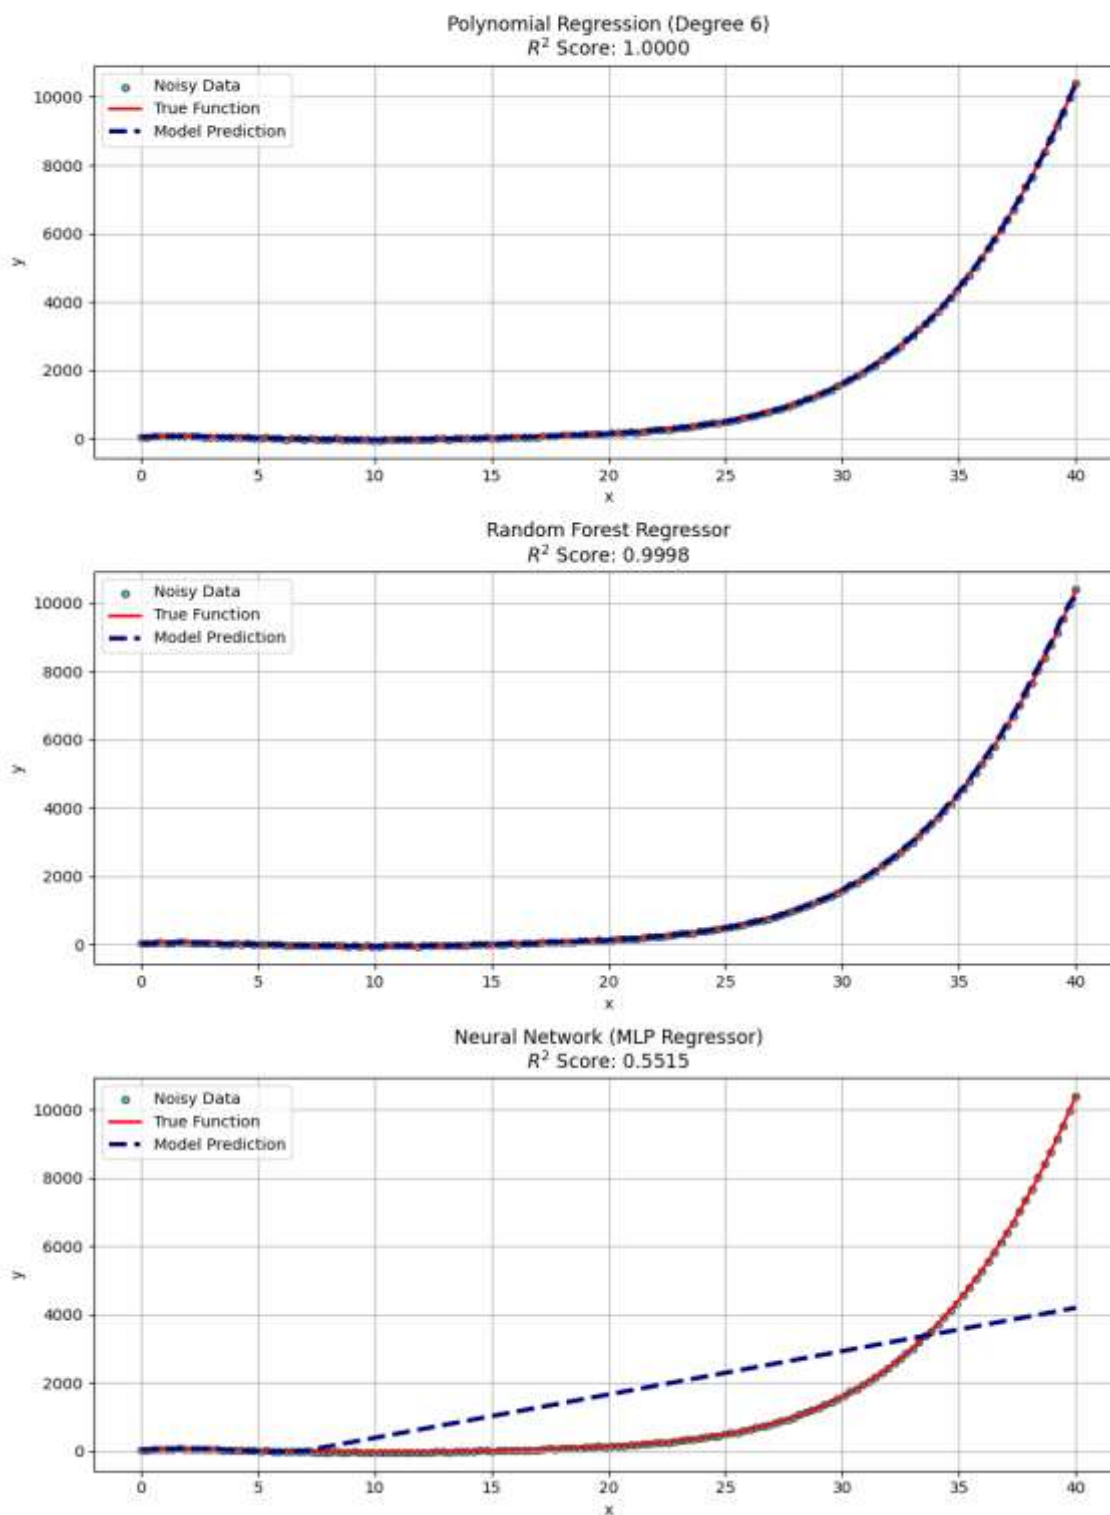 Polynomial Regression (Degree 6)
R² Score: 1.0000
Noisy Data
True Function
Model Prediction
10000
8000
6000
4000
2000
0
y
0 5 10 15 20 25 30 35 40
x
Random Forest Regressor
R² Score: 0.9998
Noisy Data
True Function
Model Prediction
10000
8000
6000
4000
2000
0
y
0 5 10 15 20 25 30 35 40
x
Neural Network (MLP Regressor)
R² Score: 0.5515
Noisy Data
True Function
Model Prediction
10000
8000
6000
4000
2000
0
y
0 5 10 15 20 25 30 35 40
x